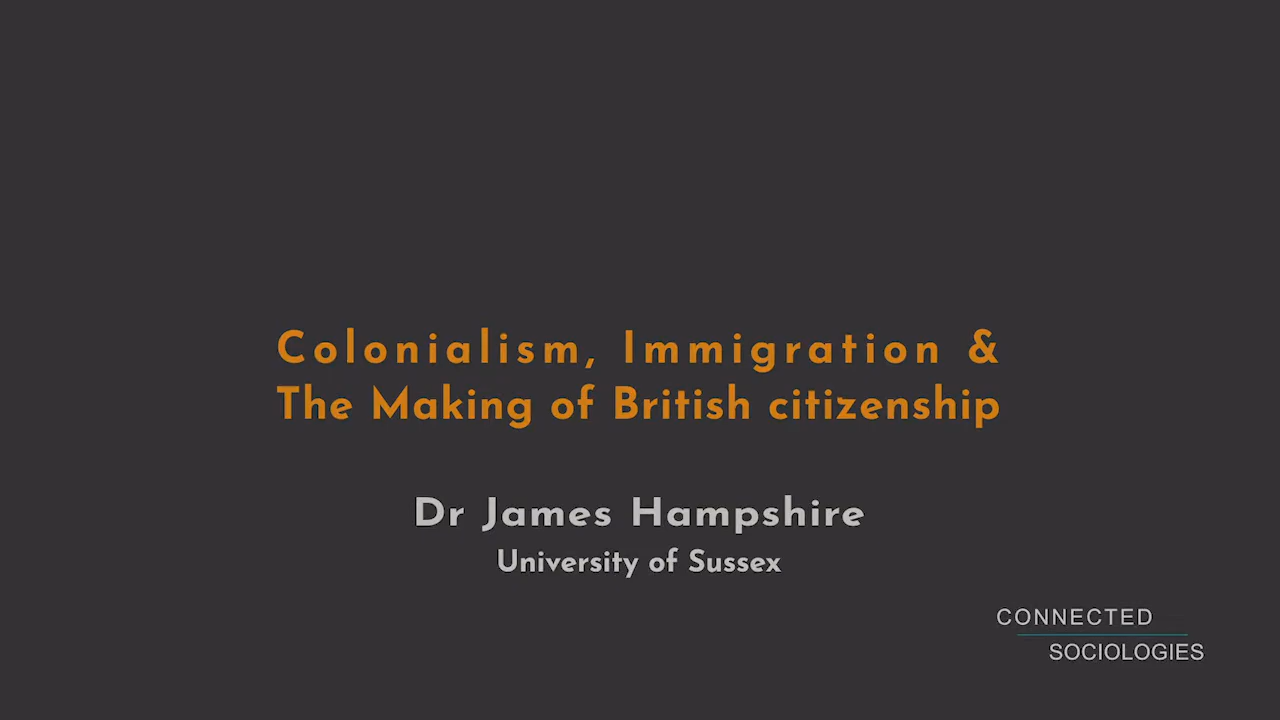 Colonialism, Immigration &
The Making of British citizenship
Dr James Hampshire
University of Sussex
CONNECTED
SOCIOLOGIES